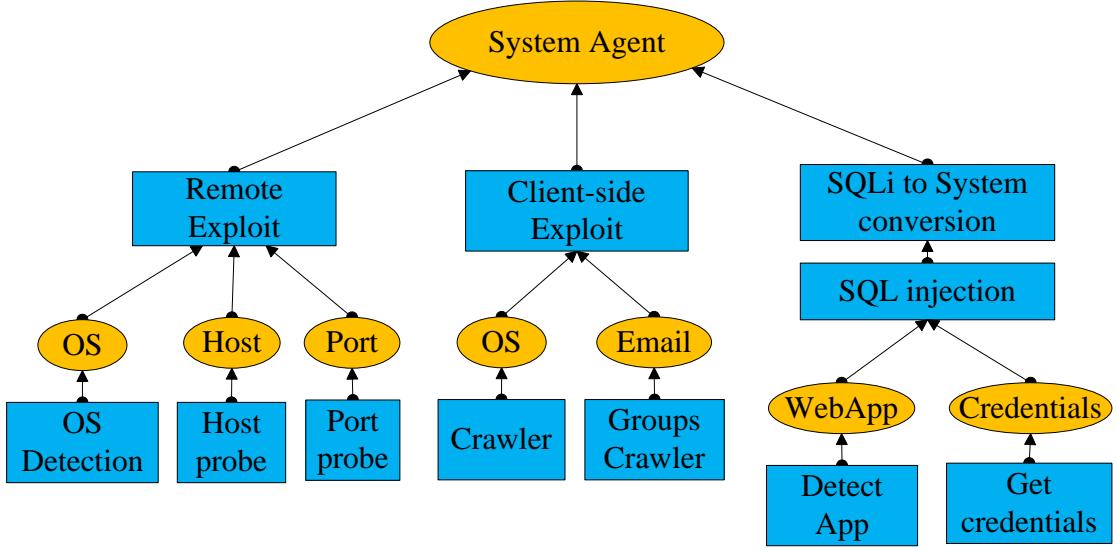 System Agent
Remote
Exploit
Client-side
Exploit
SQLi to System
conversion
SQL injection
OS
Host
Port
OS
Email
WebApp
Credentials
OS
Detection
Host
probe
Port
probe
Crawler
Groups
Crawler
Detect
App
Get
credentials